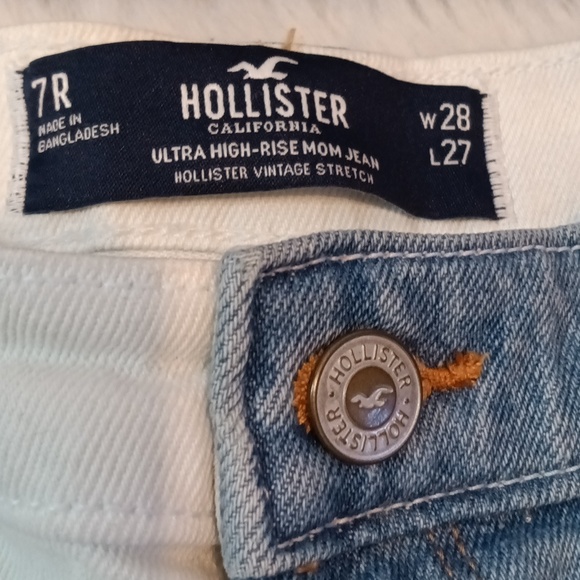 7R
MADE IN
BANGLADESH
HOLLISTER
CALIFORNIA
ULTRA HIGH-RISE MOM JEAN
HOLLISTER VINTAGE STRETCH
W28
L27
HOLLISTER
HOLLISTER